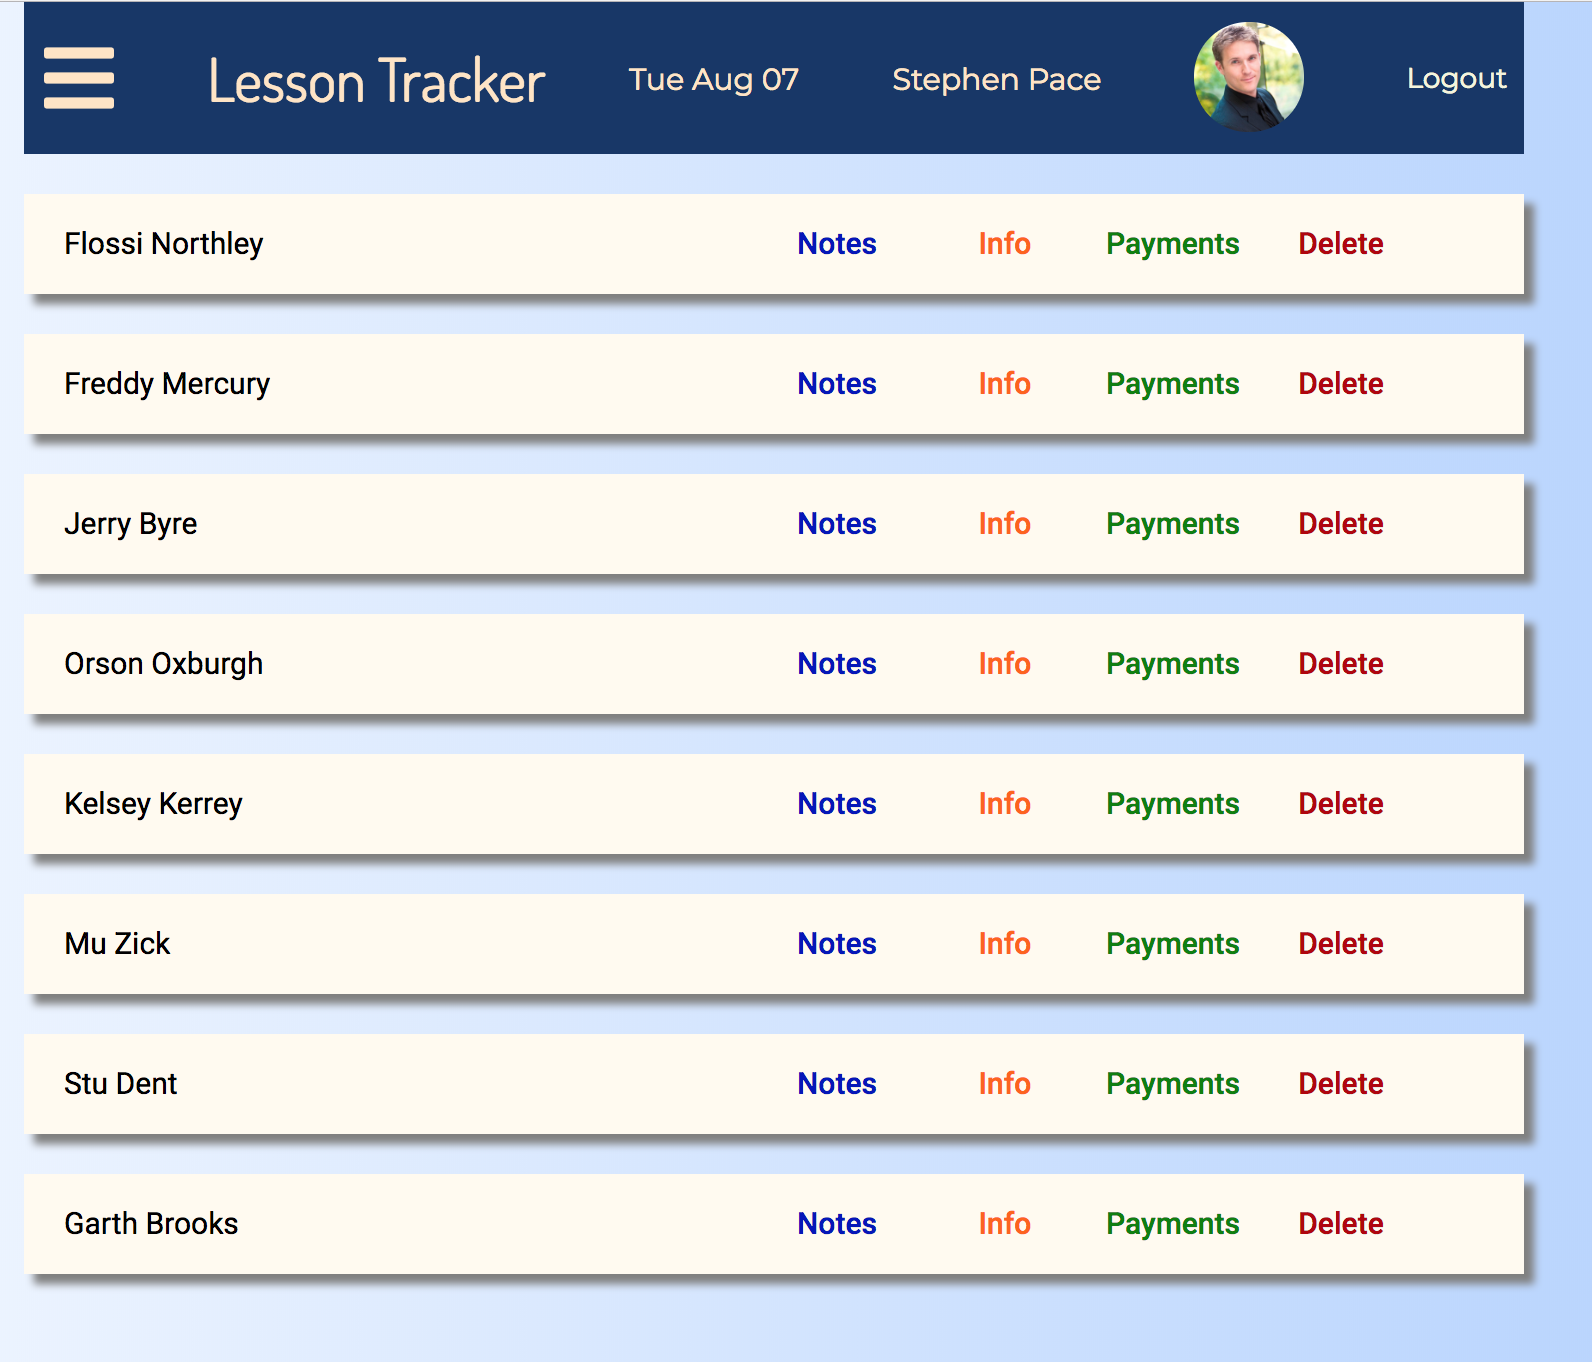 Lesson Tracker Tue Aug 07 Stephen Pace Logout
Flossi Northley Notes Info Payments Delete
Freddy Mercury Notes Info Payments Delete
Jerry Byre Notes Info Payments Delete
Orson Oxburgh Notes Info Payments Delete
Kelsey Kerrey Notes Info Payments Delete
Mu Zick Notes Info Payments Delete
Stu Dent Notes Info Payments Delete
Garth Brooks Notes Info Payments Delete